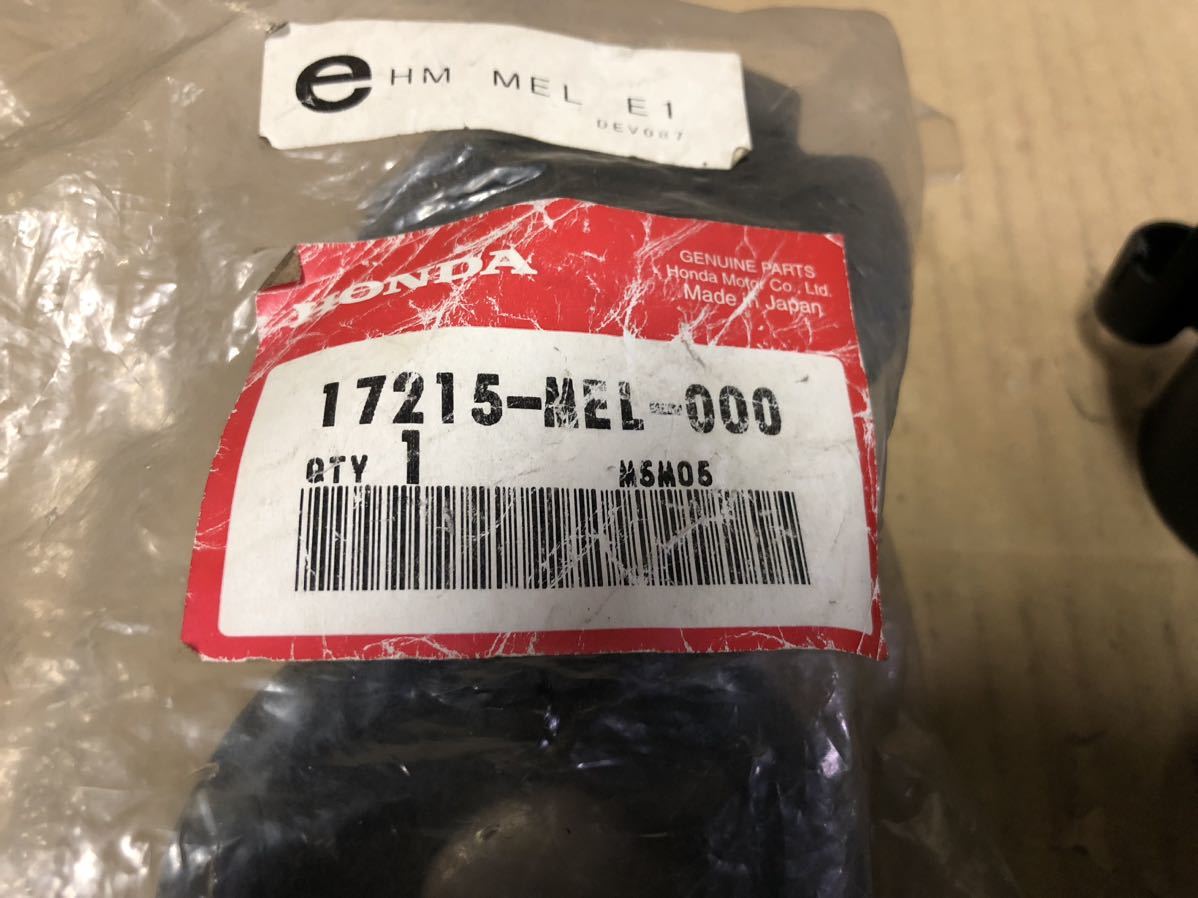 e HM MEL E1
DEV087
HONDA
GENUINE PARTS
Honda Motor Co., Ltd.
Made in Japan
17215-MEL-000
QTY 1 M5M05